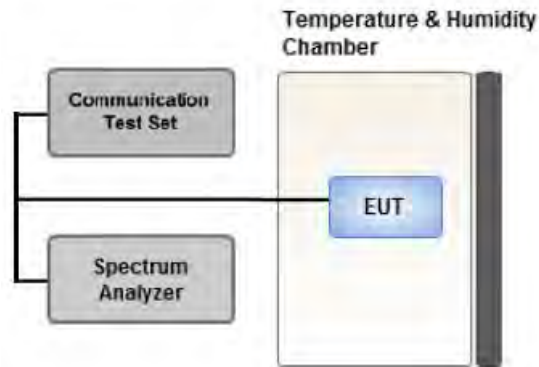 Temperature & Humidity
Chamber
Communication
Test Set
EUT
Spectrum
Analyzer